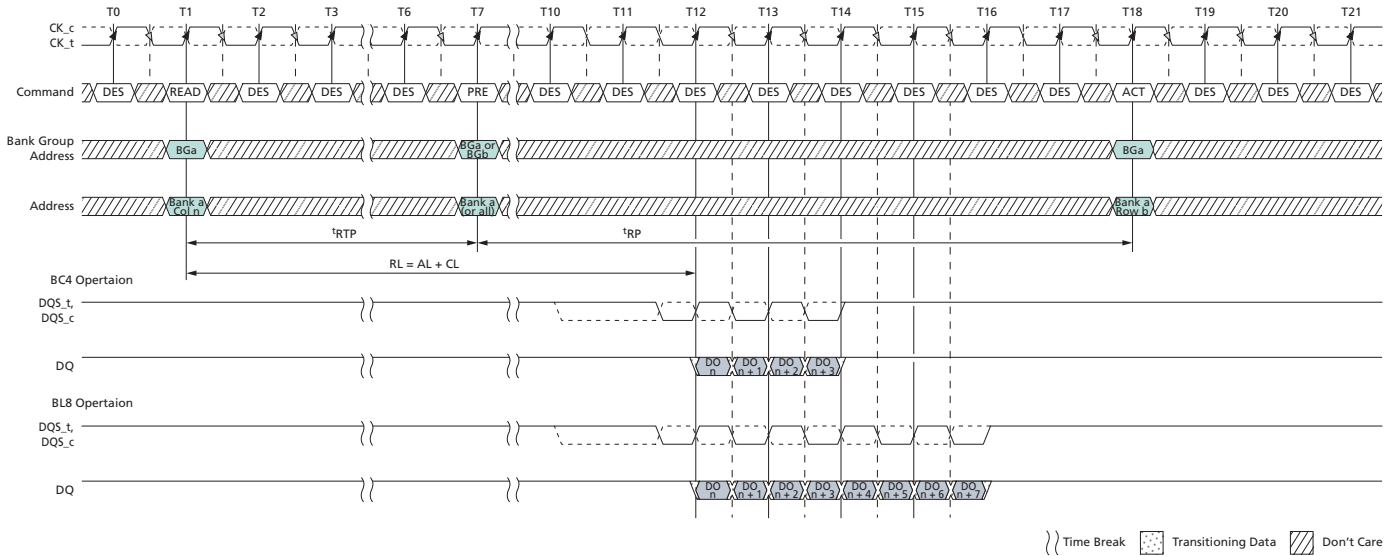 T0 T1 T2 T3 T6 T7 T10 T11 T12 T13 T14 T15 T16 T17 T18 T19 T20 T21
CK_c
CK_t
Command DES READ DES DES DES PRE DES DES DES DES DES DES DES DES ACT DES DES DES
Bank Group
Address
BGa
BGa or
BGb
BGa
Address
Bank a
Col n
Bank a
(or all)
Bank a
Row b
tRTP tRP
RL = AL + CL
BC4 Opertaion
DQS_t,
DQS_c
DQ
DO
n
DO
n + 1
DO
n + 2
DO
n + 3
BL8 Opertaion
DQS_t,
DQS_c
DQ
DO
n
DO
n + 1
DO
n + 2
DO
n + 3
DO
n + 4
DO
n + 5
DO
n + 6
DO
n + 7
Time Break Transitioning Data Don't Care